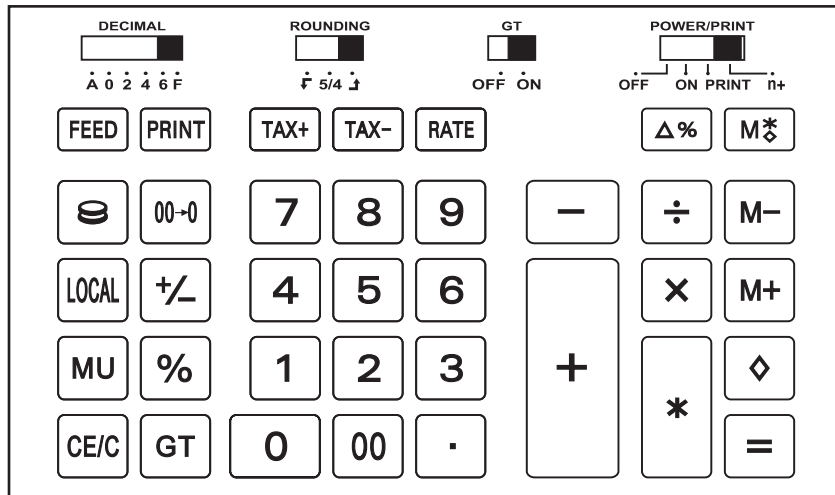 DECIMAL ROUNDING GT POWER/PRINT
A 0 2 4 6 F 5/4 OFF ON OFF ON PRINT n+
FEED PRINT TAX+ TAX- RATE Δ% M*◇
00→0 7 8 9 − ÷ M−
LOCAL +/− 4 5 6 × M+
MU % 1 2 3 + ◇
CE/C GT 0 00 . * =